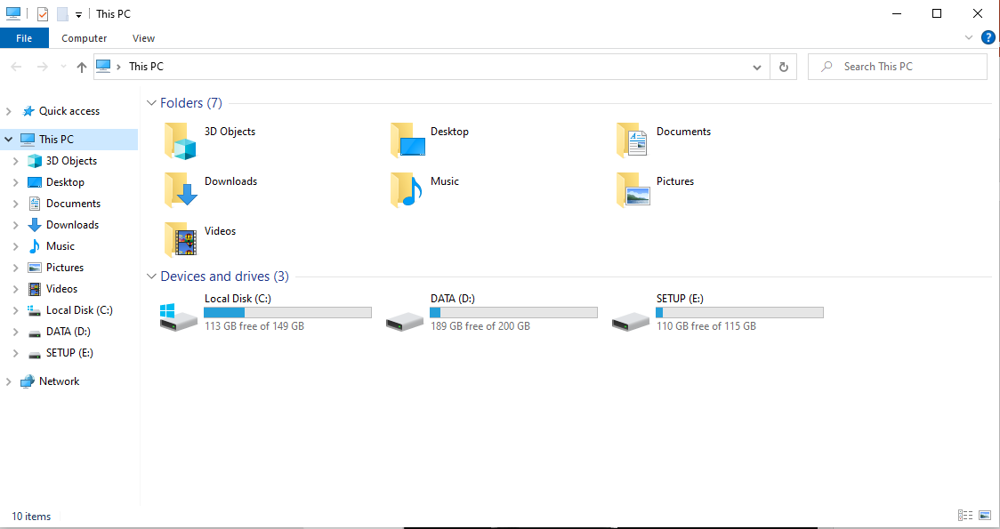 This PC
File Computer View
This PC
Search This PC
Quick access
This PC
3D Objects
Desktop
Documents
Downloads
Music
Pictures
Videos
Local Disk (C:)
DATA (D:)
SETUP (E:)
Network
Folders (7)
3D Objects
Desktop
Documents
Downloads
Music
Pictures
Videos
Devices and drives (3)
Local Disk (C:)
113 GB free of 149 GB
DATA (D:)
189 GB free of 200 GB
SETUP (E:)
110 GB free of 115 GB
10 items